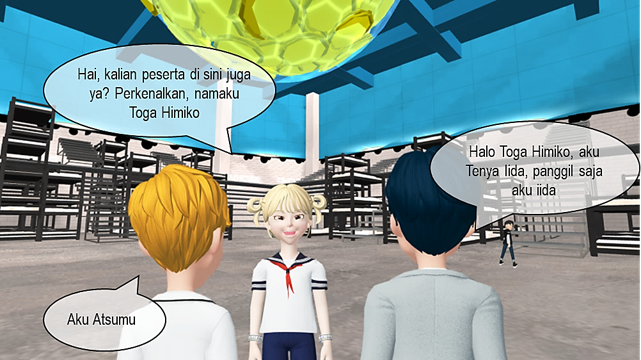 Hai, kalian peserta di sini juga
ya? Perkenalkan, namaku
Toga Himiko
Halo Toga Himiko, aku
Tenya Iida, panggil saja
aku iida
Aku Atsumu